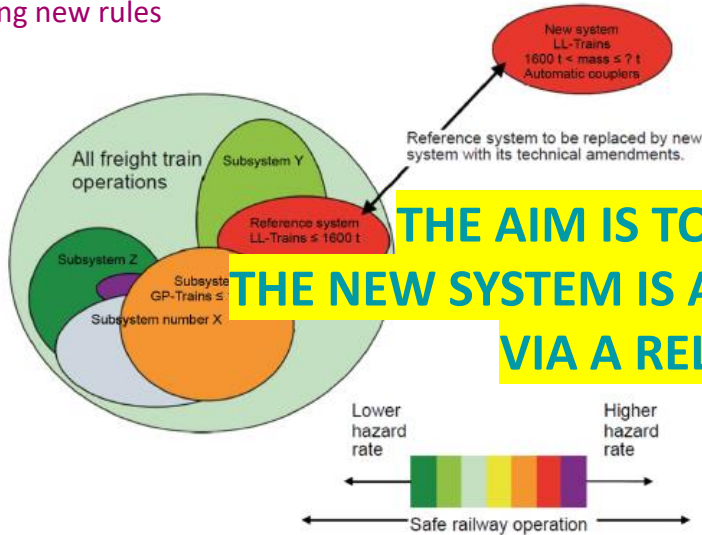 ng new rules
New system
LL-Trains
1600 t < mass ≤ ? t
Automatic couplers
Reference system to be replaced by new
system with its technical amendments.
All freight train
operations
Subsystem Y
Reference system
LL-Trains ≤ 1600 t
THE AIM IS TO
Subsystem Z
Subsyste
GP-Trains ≤
THE NEW SYSTEM IS A
Subsystem number X
VIA A REL
Lower
hazard
rate
Higher
hazard
rate
Safe railway operation